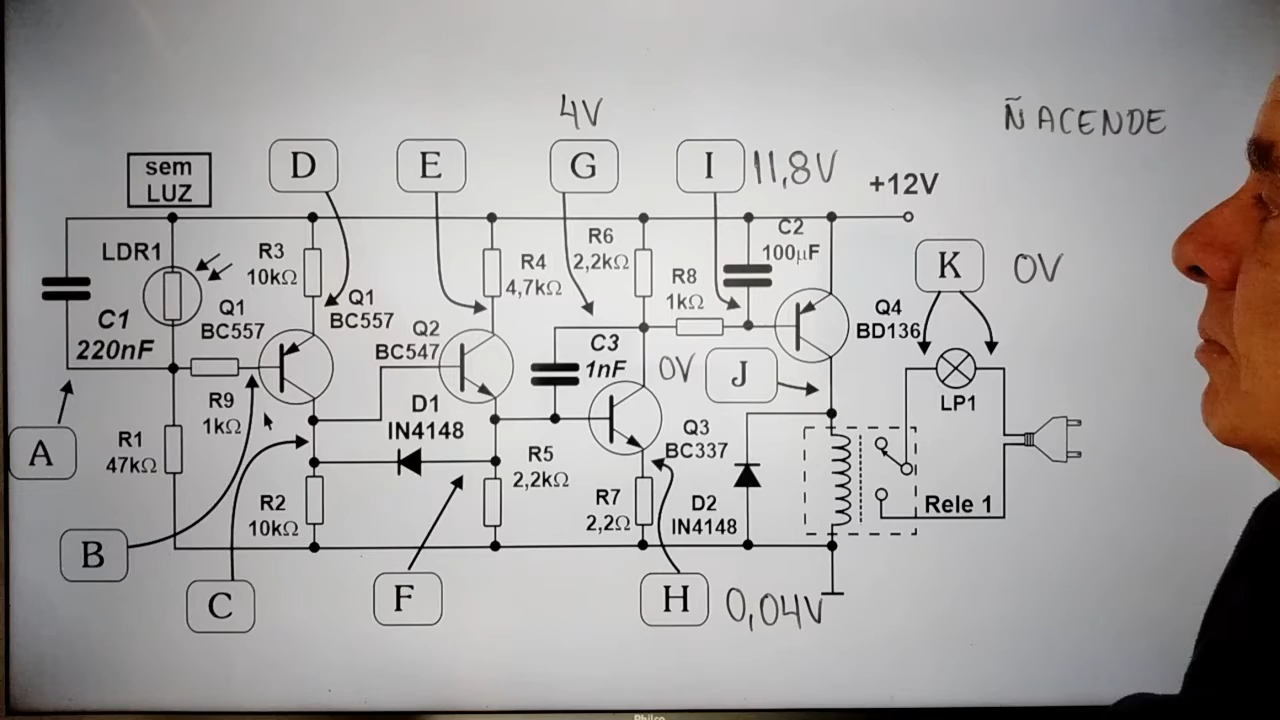 4V
Ñ ACENDE
sem
LUZ
D
E
G
I
11,8V
+12V
C2
100µF
LDR1
R3
10kΩ
R4
4,7kΩ
R6
2,2kΩ
R8
1kΩ
K
0V
C1
220nF
Q1
BC557
Q1
BC557
Q2
BC547
C3
1nF
Q4
BD136
0V
J
LP1
R9
1kΩ
D1
IN4148
Q3
BC337
A
R1
47kΩ
R5
2,2kΩ
R2
10kΩ
R7
2,2Ω
D2
IN4148
Rele 1
B
C
F
H
0,04V
Philco